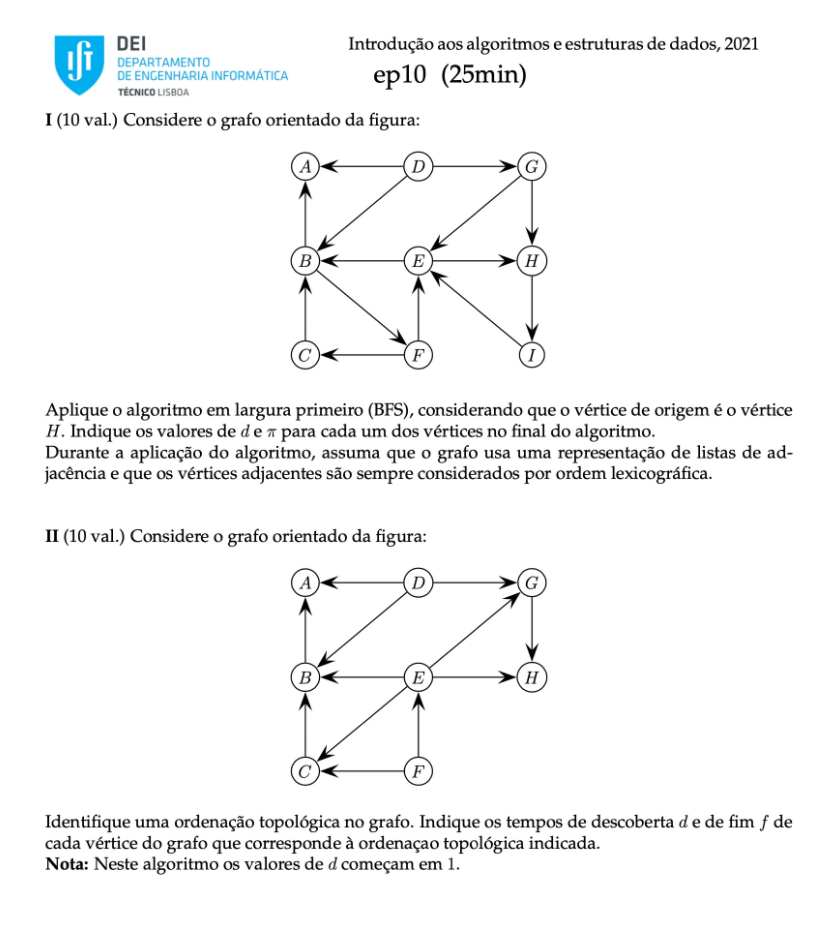 DEI
DEPARTAMENTO
DE ENGENHARIA INFORMÁTICA
TÉCNICO LISBOA
Introdução aos algoritmos e estruturas de dados, 2021
ep10 (25min)
I (10 val.) Considere o grafo orientado da figura:
A D G
B E H
C F I
Aplique o algoritmo em largura primeiro (BFS), considerando que o vértice de origem é o vértice
H. Indique os valores de d e π para cada um dos vértices no final do algoritmo.
Durante a aplicação do algoritmo, assuma que o grafo usa uma representação de listas de ad-
jacência e que os vértices adjacentes são sempre considerados por ordem lexicográfica.
II (10 val.) Considere o grafo orientado da figura:
A D G
B E H
C F
Identifique uma ordenação topológica no grafo. Indique os tempos de descoberta d e de fim f de
cada vértice do grafo que corresponde à ordenaçao topológica indicada.
Nota: Neste algoritmo os valores de d começam em 1.